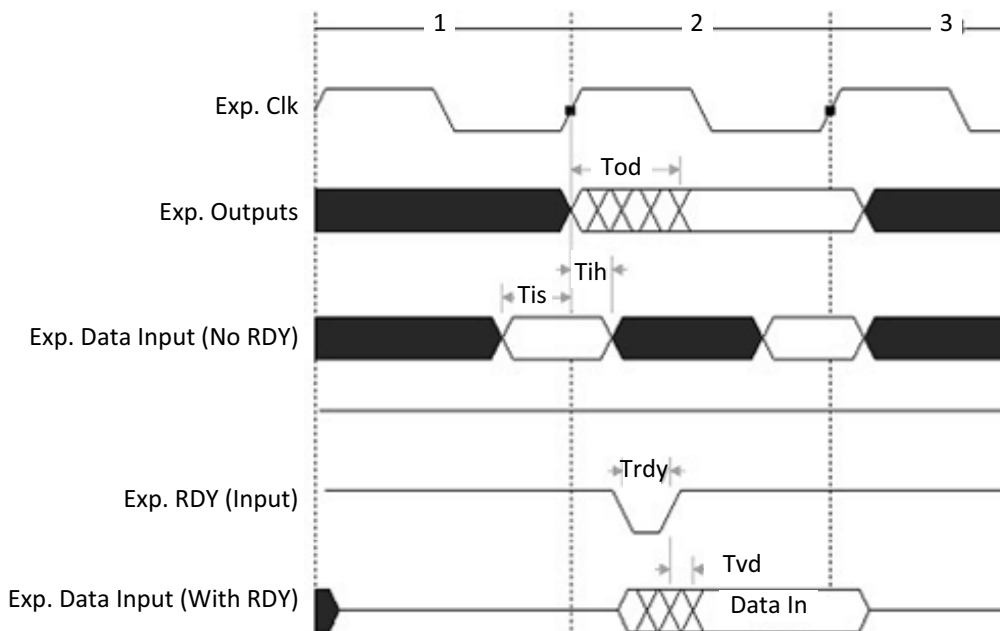 1 2 3
Exp. Clk
Tod
Exp. Outputs
Tih
Tis
Exp. Data Input (No RDY)
Trdy
Exp. RDY (Input)
Tvd
Exp. Data Input (With RDY)
Data In